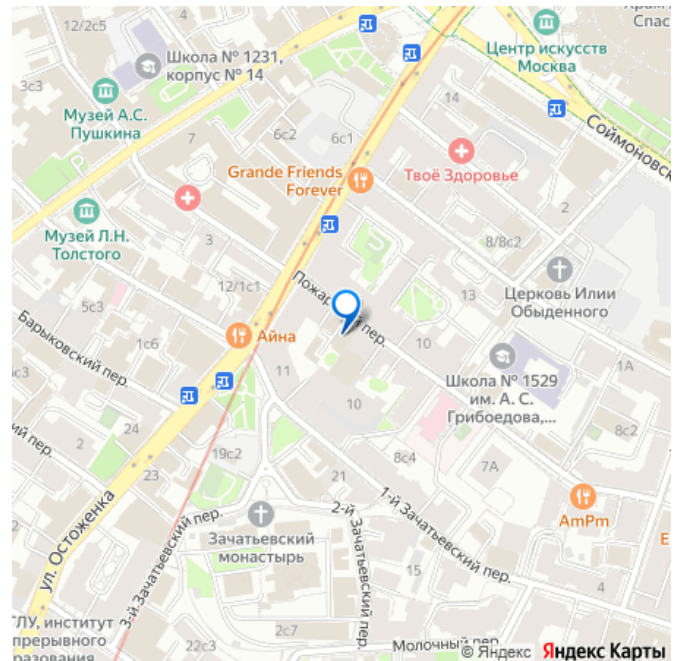 12/2с5
Школа № 1231,
корпус № 14
Спас
Центр искусств
Москва
3с3
Музей А.С.
Пушкина
7
6с2
6с1
14
Соймоновск
Grande Friends
Forever
Твоё Здоровье
2
Музей Л.Н.
Толстого
3
8/8с2
12/1с1
Пожарский пер.
13
Церковь Илии
Обыденного
5с3
Барыковский пер.
1с6
Айна
10
11
Школа № 1529
им. А. С.
Грибоедова,...
1А
10
24
2
й пер.
19с2
8с4
8с2
23
21
7А
1-й Зачатьевский пер.
AmPm
ул. Остоженка
Зачатьевский
монастырь
2-й Зачатьевский пер.
3-й Зачатьевский пер.
15
4
ГЛУ, институт
прерывного
разования
2с7
22с3
Молочный пер.
© Яндекс Яндекс Карты